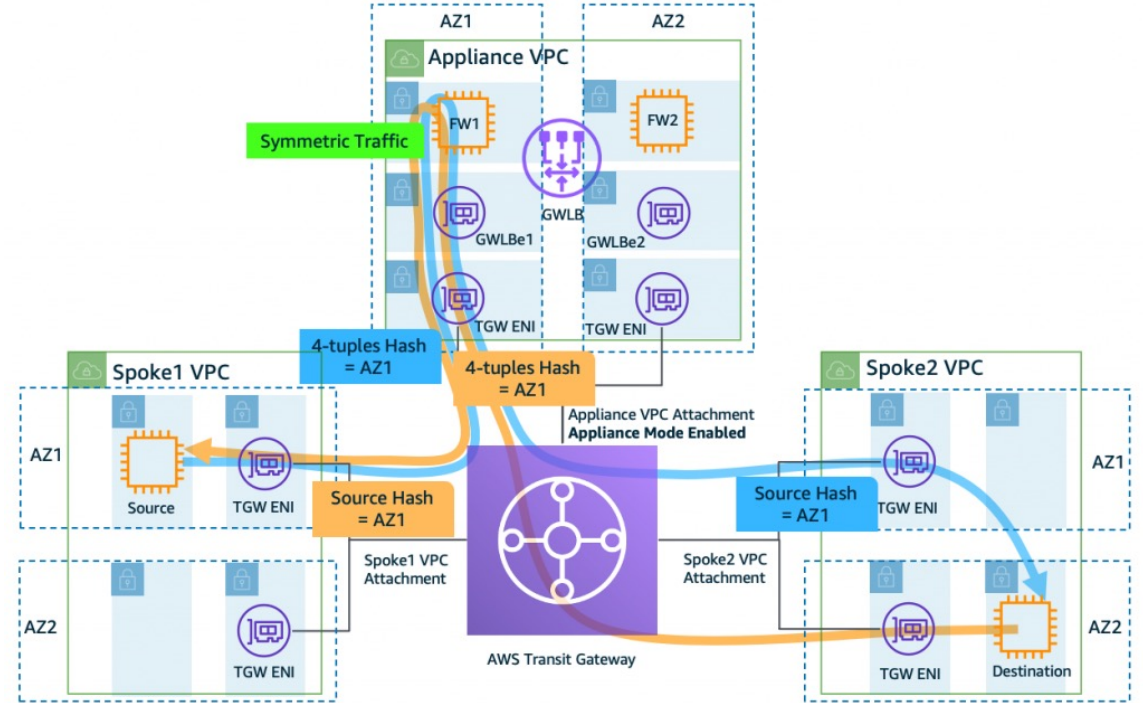 AZ1
AZ2
Appliance VPC
FW1
FW2
Symmetric Traffic
GWLB
GWLBe1
GWLBe2
TGW ENI
TGW ENI
4-tuples Hash
= AZ1
4-tuples Hash
= AZ1
Appliance VPC Attachment
Appliance Mode Enabled
Spoke1 VPC
AZ1
Source
TGW ENI
Source Hash
= AZ1
Spoke1 VPC
Attachment
AZ2
TGW ENI
AWS Transit Gateway
Spoke2 VPC
AZ1
TGW ENI
Source Hash
= AZ1
Spoke2 VPC
Attachment
AZ2
TGW ENI
Destination